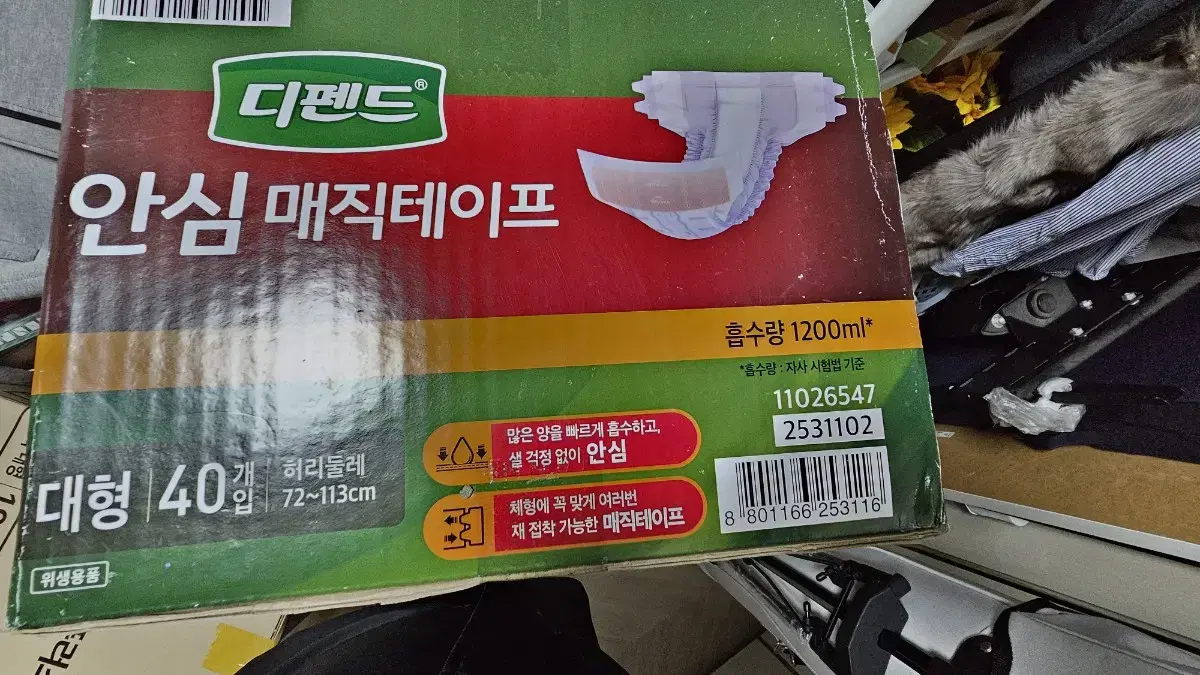 디펜드®
안심 매직테이프
흡수량 1200ml*
*흡수량 : 자사 시험법 기준
11026547
2531102
많은 양을 빠르게 흡수하고,
샐 걱정 없이 안심
체형에 꼭 맞게 여러번
재 접착 가능한 매직테이프
대형 40개입 허리둘레
72~113cm
8 801166 253116
위생용품